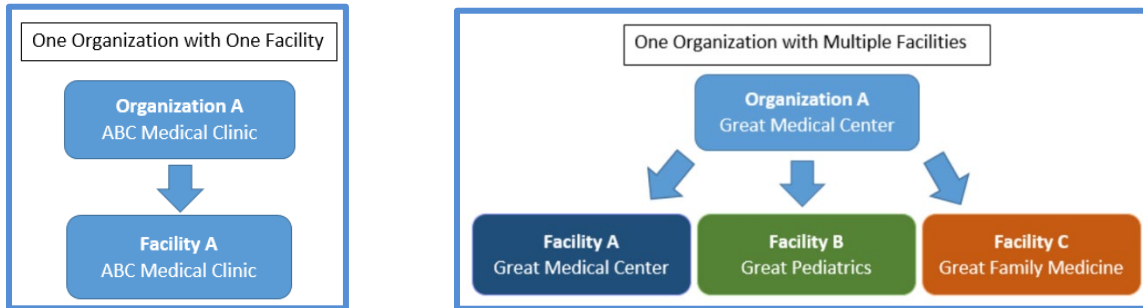 One Organization with One Facility
Organization A
ABC Medical Clinic
Facility A
ABC Medical Clinic
One Organization with Multiple Facilities
Organization A
Great Medical Center
Facility A
Great Medical Center
Facility B
Great Pediatrics
Facility C
Great Family Medicine